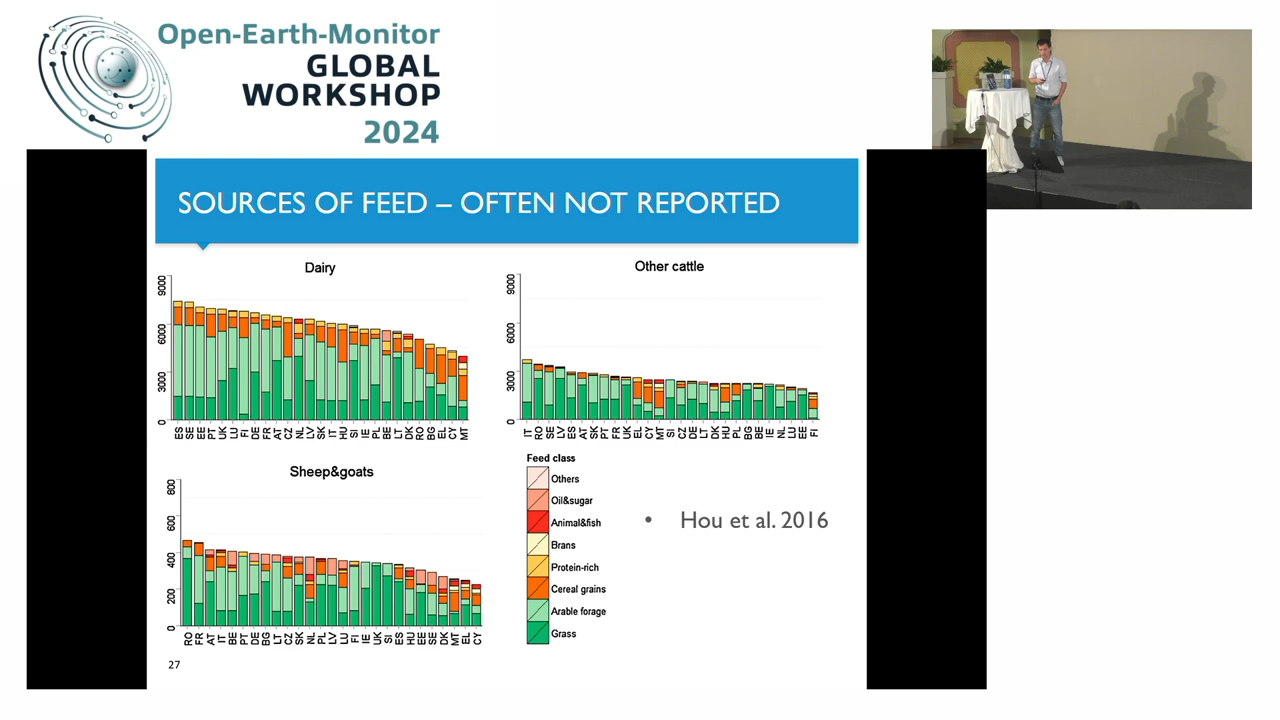 Open-Earth-Monitor
GLOBAL
WORKSHOP
2024
SOURCES OF FEED – OFTEN NOT REPORTED
Dairy
9000
6000
3000
0
ES SE EE PT UK LU FI DE FR AT CZ NL LV SK IT HU SI IE PL BE LT DK RO BG EL CY MT
Other cattle
9000
6000
3000
0
IT RO SE LV ES AT SK PT FR UK EL CY MT SI CZ DE LT DK HU PL BG BE IE NL LU EE FI
Sheep&goats
800
600
400
200
0
RO FR AT IT BE PT DE BG LT CZ SK NL PL LV LU FI IE UK SI ES HU EE SE DK MT EL CY
Feed class
Others
Oil&sugar
Animal&fish
Brans
Protein-rich
Cereal grains
Arable forage
Grass
• Hou et al. 2016
27